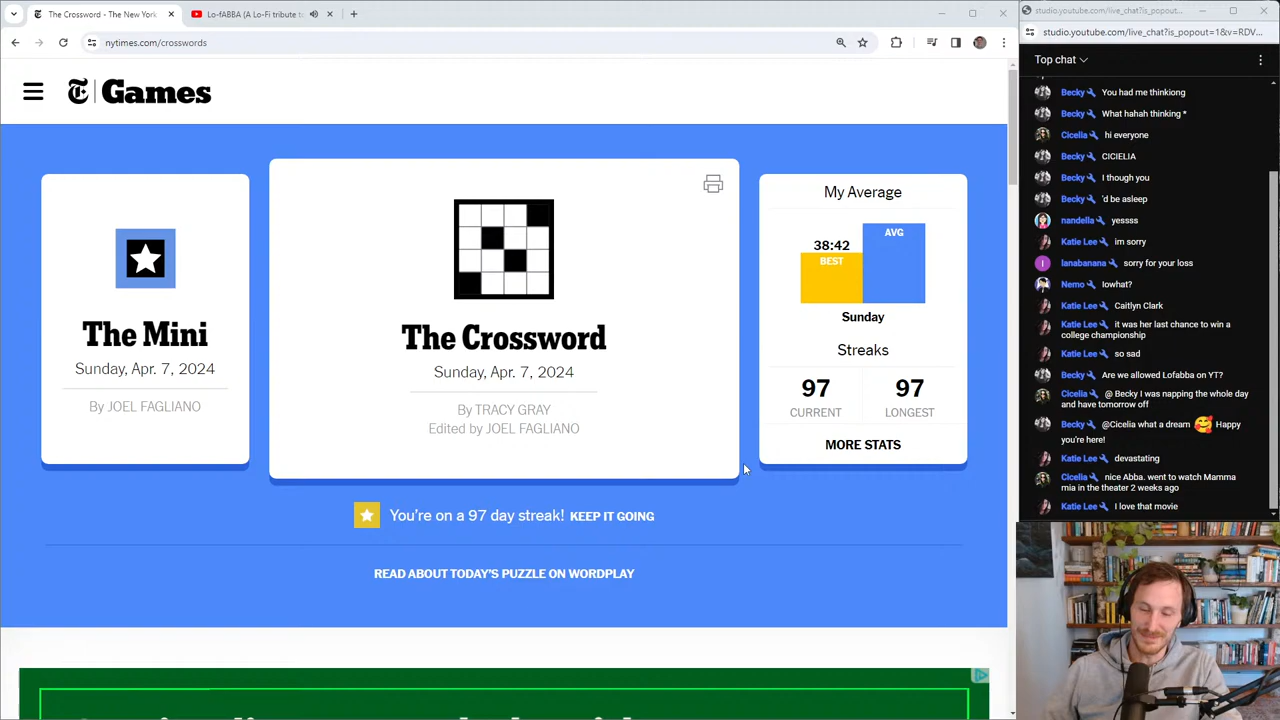 The Crossword - The New York
Lo-fABBA (A Lo-Fi tribute to
nytimes.com/crosswords
Games
The Mini
Sunday, Apr. 7, 2024
By JOEL FAGLIANO
The Crossword
Sunday, Apr. 7, 2024
By TRACY GRAY
Edited by JOEL FAGLIANO
My Average
38:42
BEST
AVG
Sunday
Streaks
97
CURRENT
97
LONGEST
MORE STATS
You're on a 97 day streak! KEEP IT GOING
READ ABOUT TODAY'S PUZZLE ON WORDPLAY
studio.youtube.com/live_chat?is_popout...
studio.youtube.com/live_chat?is_popout=1&v=RDV...
Top chat
Becky You had me thinkiong
Becky What hahah thinking *
Cicelia hi everyone
Becky CICIELIA
Becky I though you
Becky 'd be asleep
nandella yessss
Katie Lee im sorry
I
lanabanana sorry for your loss
Nemo Iowhat?
Katie Lee Caitlyn Clark
Katie Lee it was her last chance to win a
college championship
Katie Lee so sad
Becky Are we allowed Lofabba on YT?
Cicelia @ Becky I was napping the whole day
and have tomorrow off
Becky @Cicelia what a dream 🥰 Happy
you're here!
Katie Lee devastating
Cicelia nice Abba. went to watch Mamma
mia in the theater 2 weeks ago
Katie Lee I love that movie